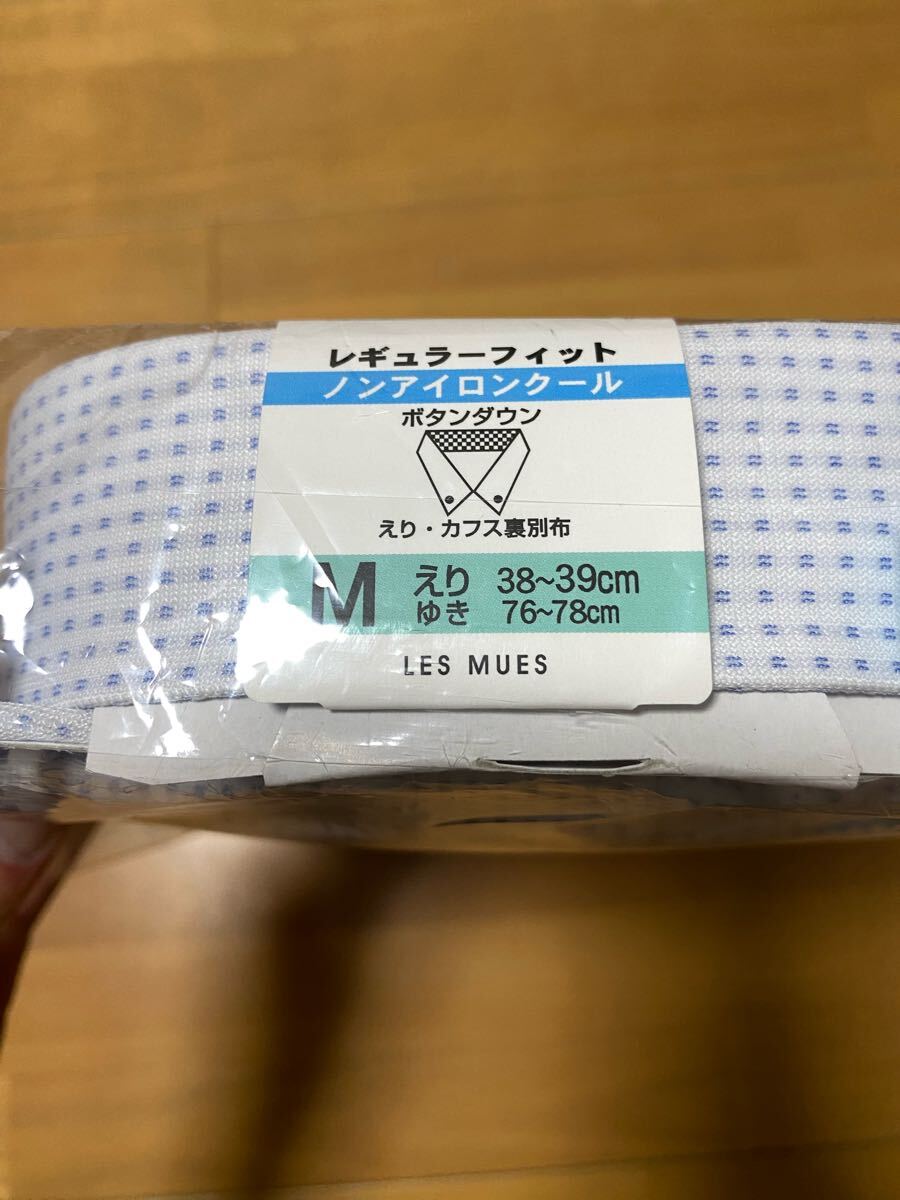 レギュラーフィット
ノンアイロンクール
ボタンダウン
えり・カフス裏別布
M えり 38~39cm
ゆき 76~78cm
LES MUES